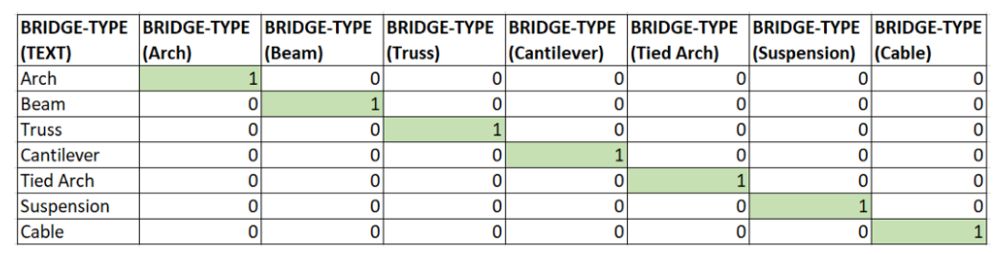 BRIDGE-TYPE (TEXT) BRIDGE-TYPE (Arch) BRIDGE-TYPE (Beam) BRIDGE-TYPE (Truss) BRIDGE-TYPE (Cantilever) BRIDGE-TYPE (Tied Arch) BRIDGE-TYPE (Suspension) BRIDGE-TYPE (Cable)
Arch 1 0 0 0 0 0 0
Beam 0 1 0 0 0 0 0
Truss 0 0 1 0 0 0 0
Cantilever 0 0 0 1 0 0 0
Tied Arch 0 0 0 0 1 0 0
Suspension 0 0 0 0 0 1 0
Cable 0 0 0 0 0 0 1